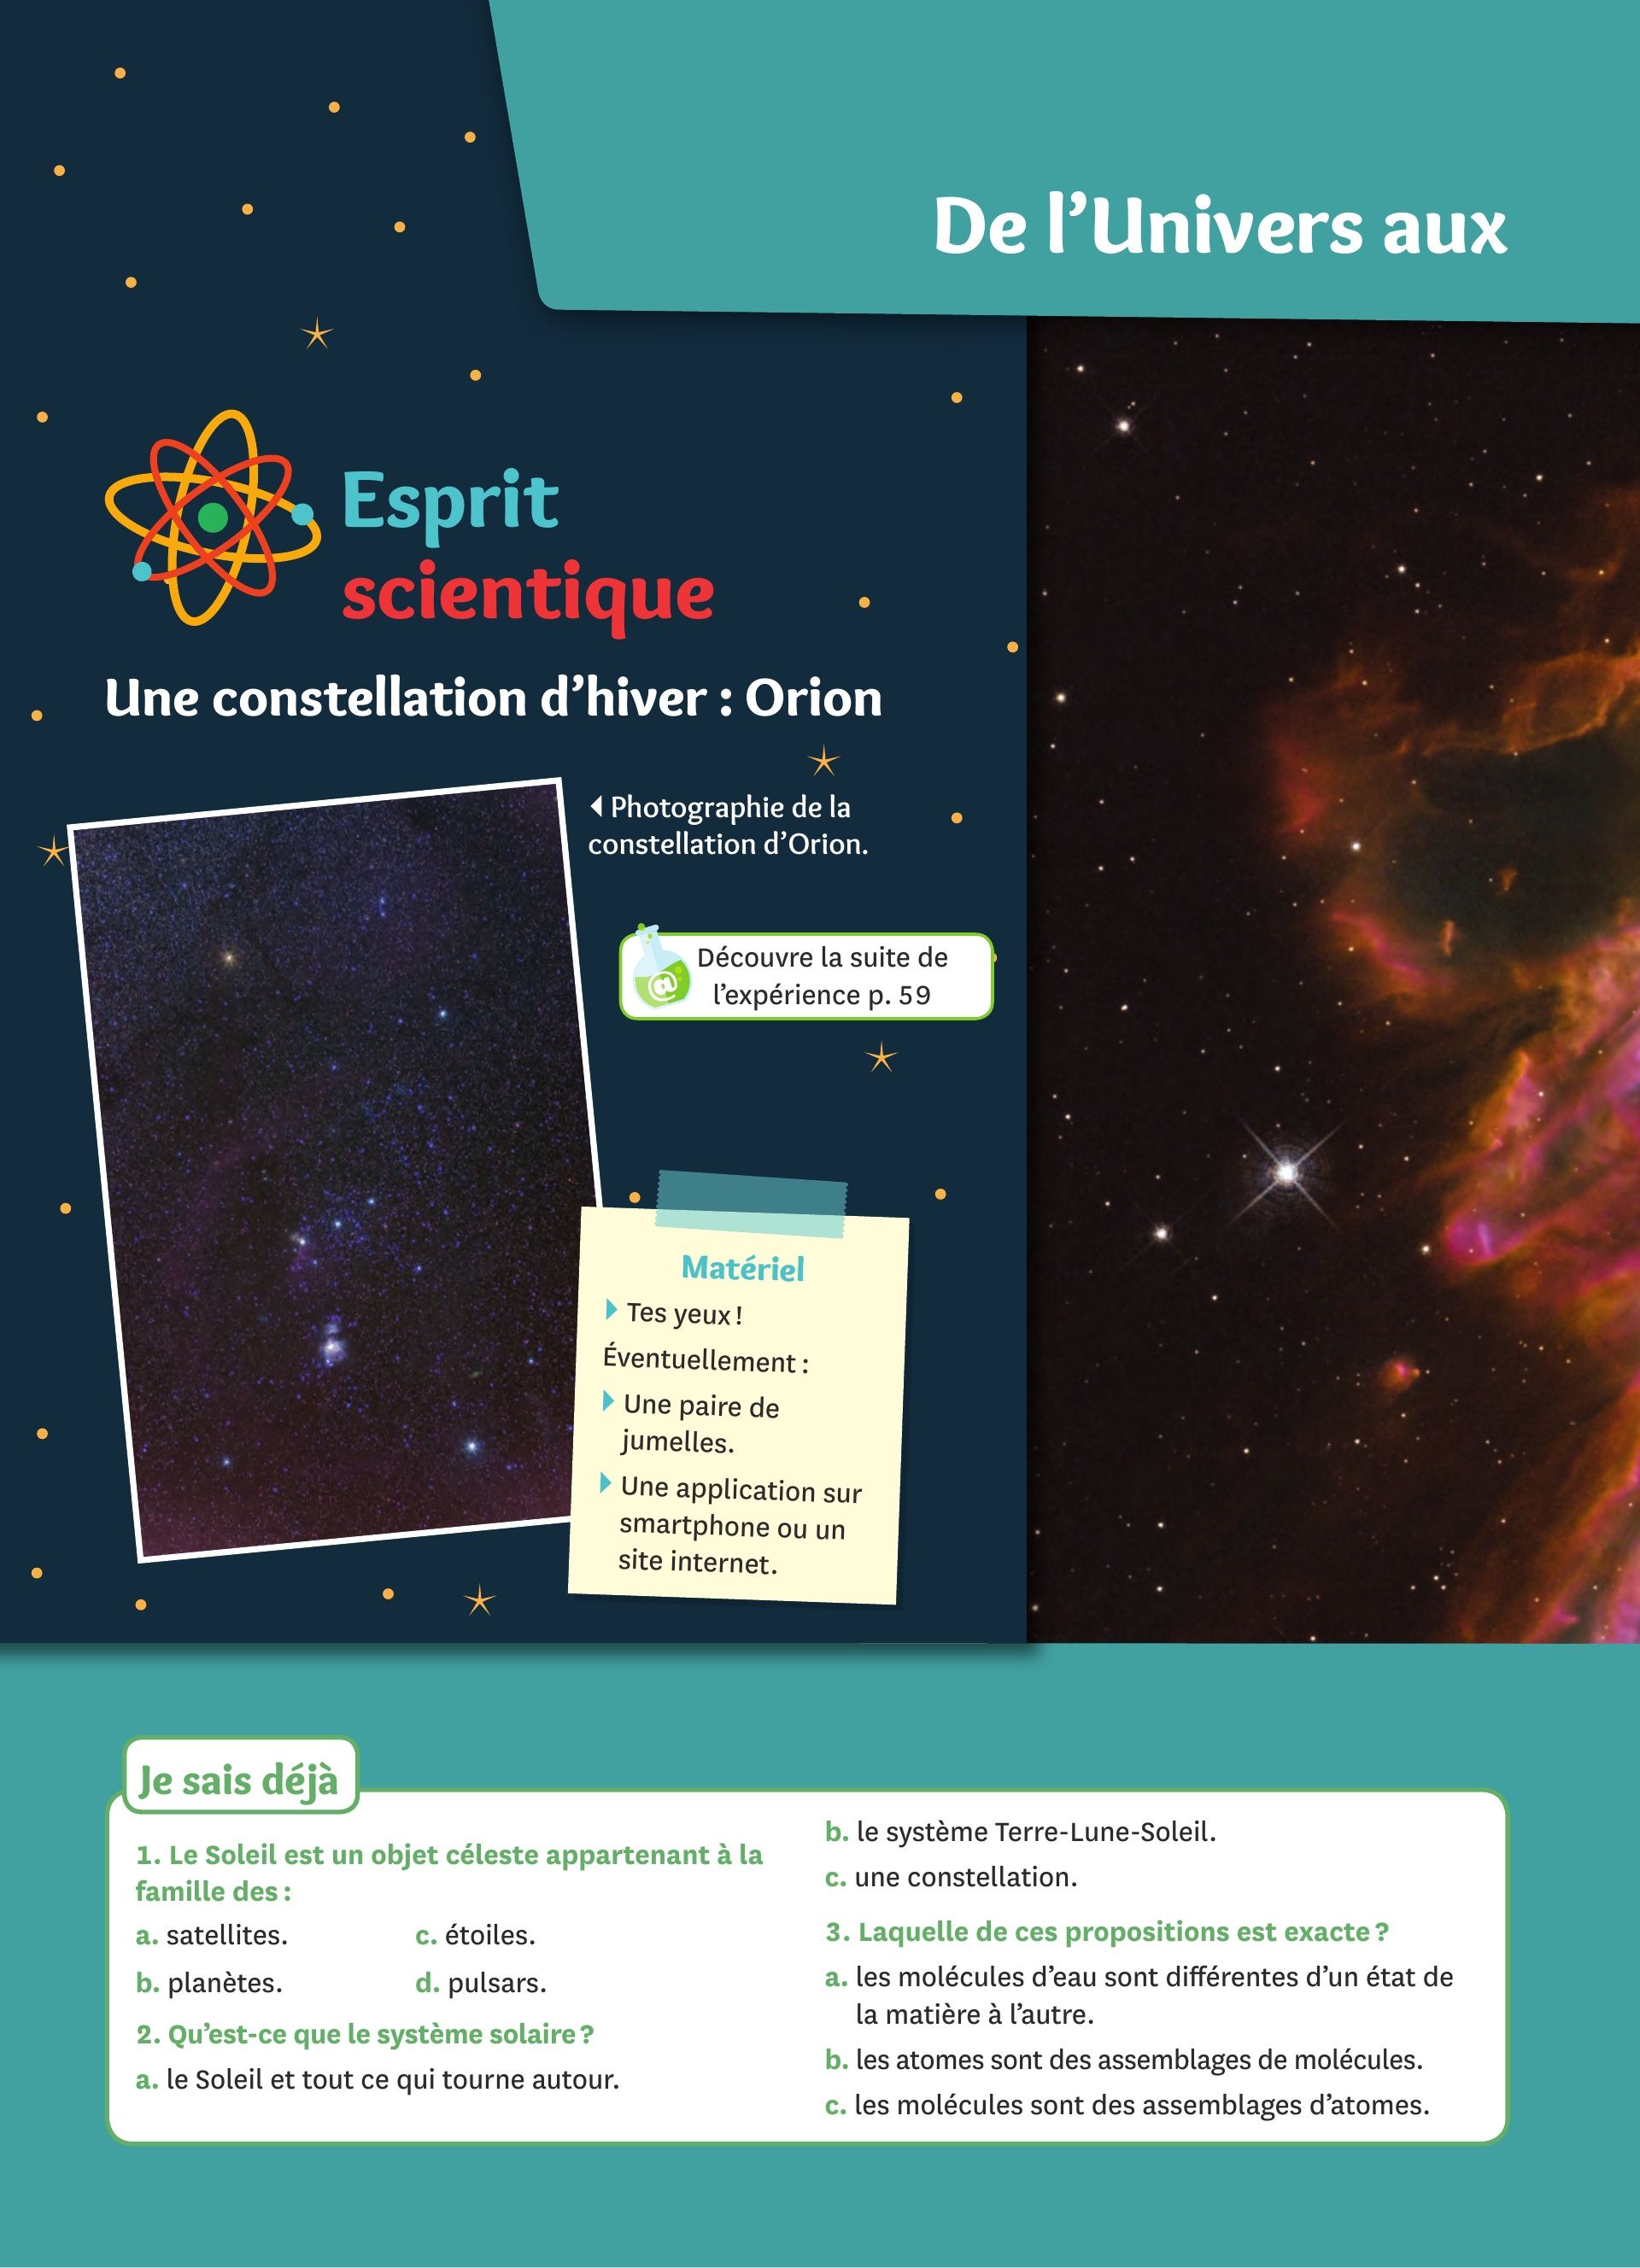 De l’Univers aux
Esprit
scientique
Une constellation d’hiver : Orion
Photographie de la
constellation d’Orion.
Découvre la suite de
l’expérience p. 59
@
Matériel
Tes yeux !
Éventuellement :
Une paire de
jumelles.
Une application sur
smartphone ou un
site internet.
Je sais déjà
1. Le Soleil est un objet céleste appartenant à la
famille des :
a. satellites.
c. étoiles.
b. planètes.
d. pulsars.
2. Qu’est-ce que le système solaire ?
a. le Soleil et tout ce qui tourne autour.
b. le système Terre-Lune-Soleil.
c. une constellation.
3. Laquelle de ces propositions est exacte ?
a. les molécules d’eau sont différentes d’un état de
la matière à l’autre.
b. les atomes sont des assemblages de molécules.
c. les molécules sont des assemblages d’atomes.